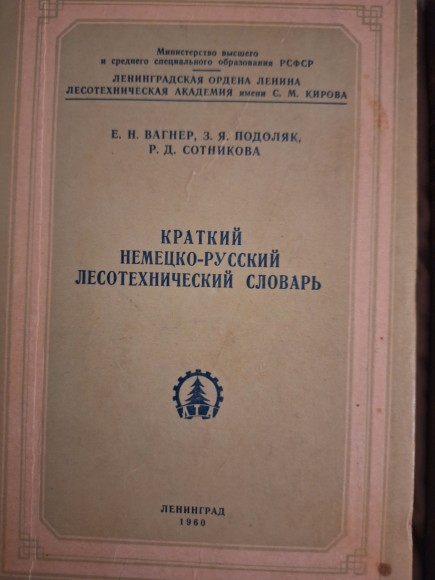 Министерство высшего
и среднего специального образования РСФСР
ЛЕНИНГРАДСКАЯ ОРДЕНА ЛЕНИНА
ЛЕСОТЕХНИЧЕСКАЯ АКАДЕМИЯ имени С. М. КИРОВА
Е. Н. ВАГНЕР, З. Я. ПОДОЛЯК,
Р. Д. СОТНИКОВА
КРАТКИЙ
НЕМЕЦКО-РУССКИЙ
ЛЕСОТЕХНИЧЕСКИЙ СЛОВАРЬ
ЛЕНИНГРАД
1960